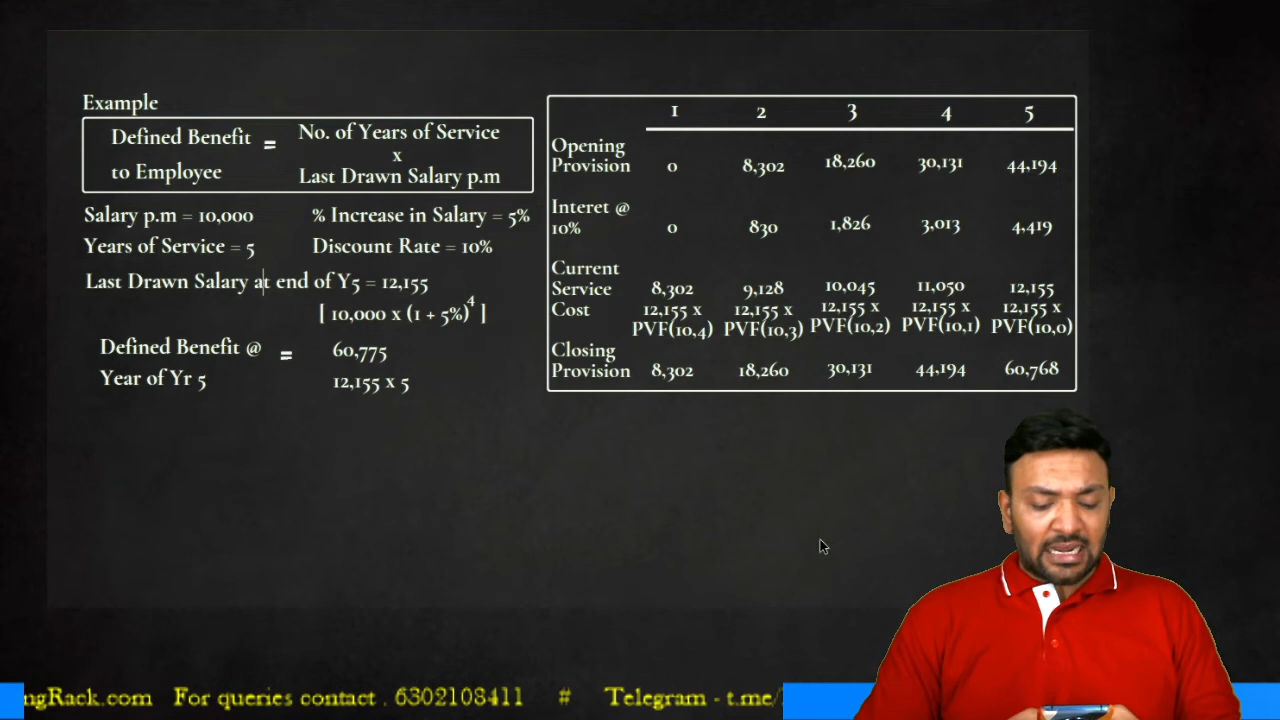 Example
Defined Benefit to Employee = No. of Years of Service x Last Drawn Salary p.m
Salary p.m = 10,000 % Increase in Salary = 5%
Years of Service = 5 Discount Rate = 10%
Last Drawn Salary at end of Y5 = 12,155
[ 10,000 x (1 + 5%)^4 ]
Defined Benefit @ = 60,775
Year of Yr 5 12,155 x 5
1 2 3 4 5
Opening Provision 0 8,302 18,260 30,131 44,194
Interet @ 10% 0 830 1,826 3,013 4,419
Current Service Cost 8,302 9,128 10,045 11,050 12,155
12,155 x PVF(10,4) 12,155 x PVF(10,3) 12,155 x PVF(10,2) 12,155 x PVF(10,1) 12,155 x PVF(10,0)
Closing Provision 8,302 18,260 30,131 44,194 60,768
ngRack.com For queries contact . 6302108411 # Telegram - t.me/